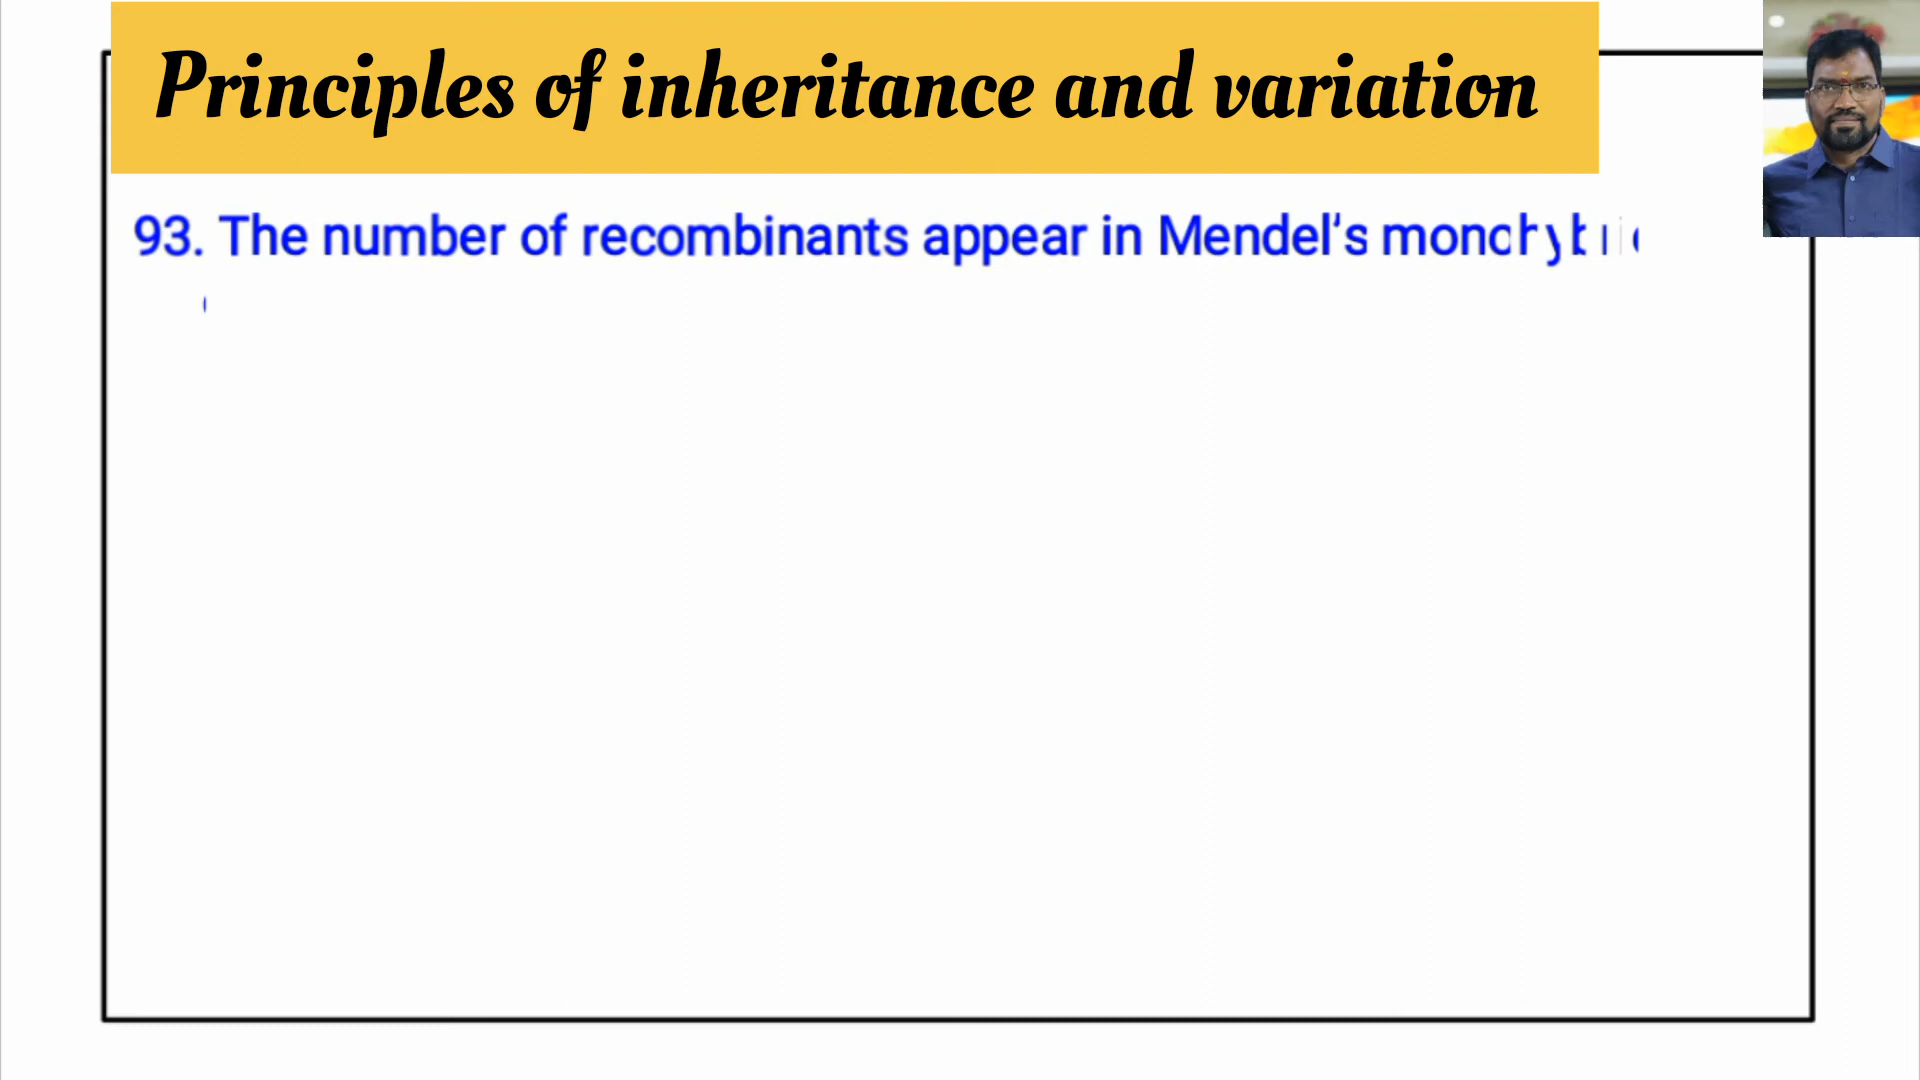 Principles of inheritance and variation
93. The number of recombinants appear in Mendel's